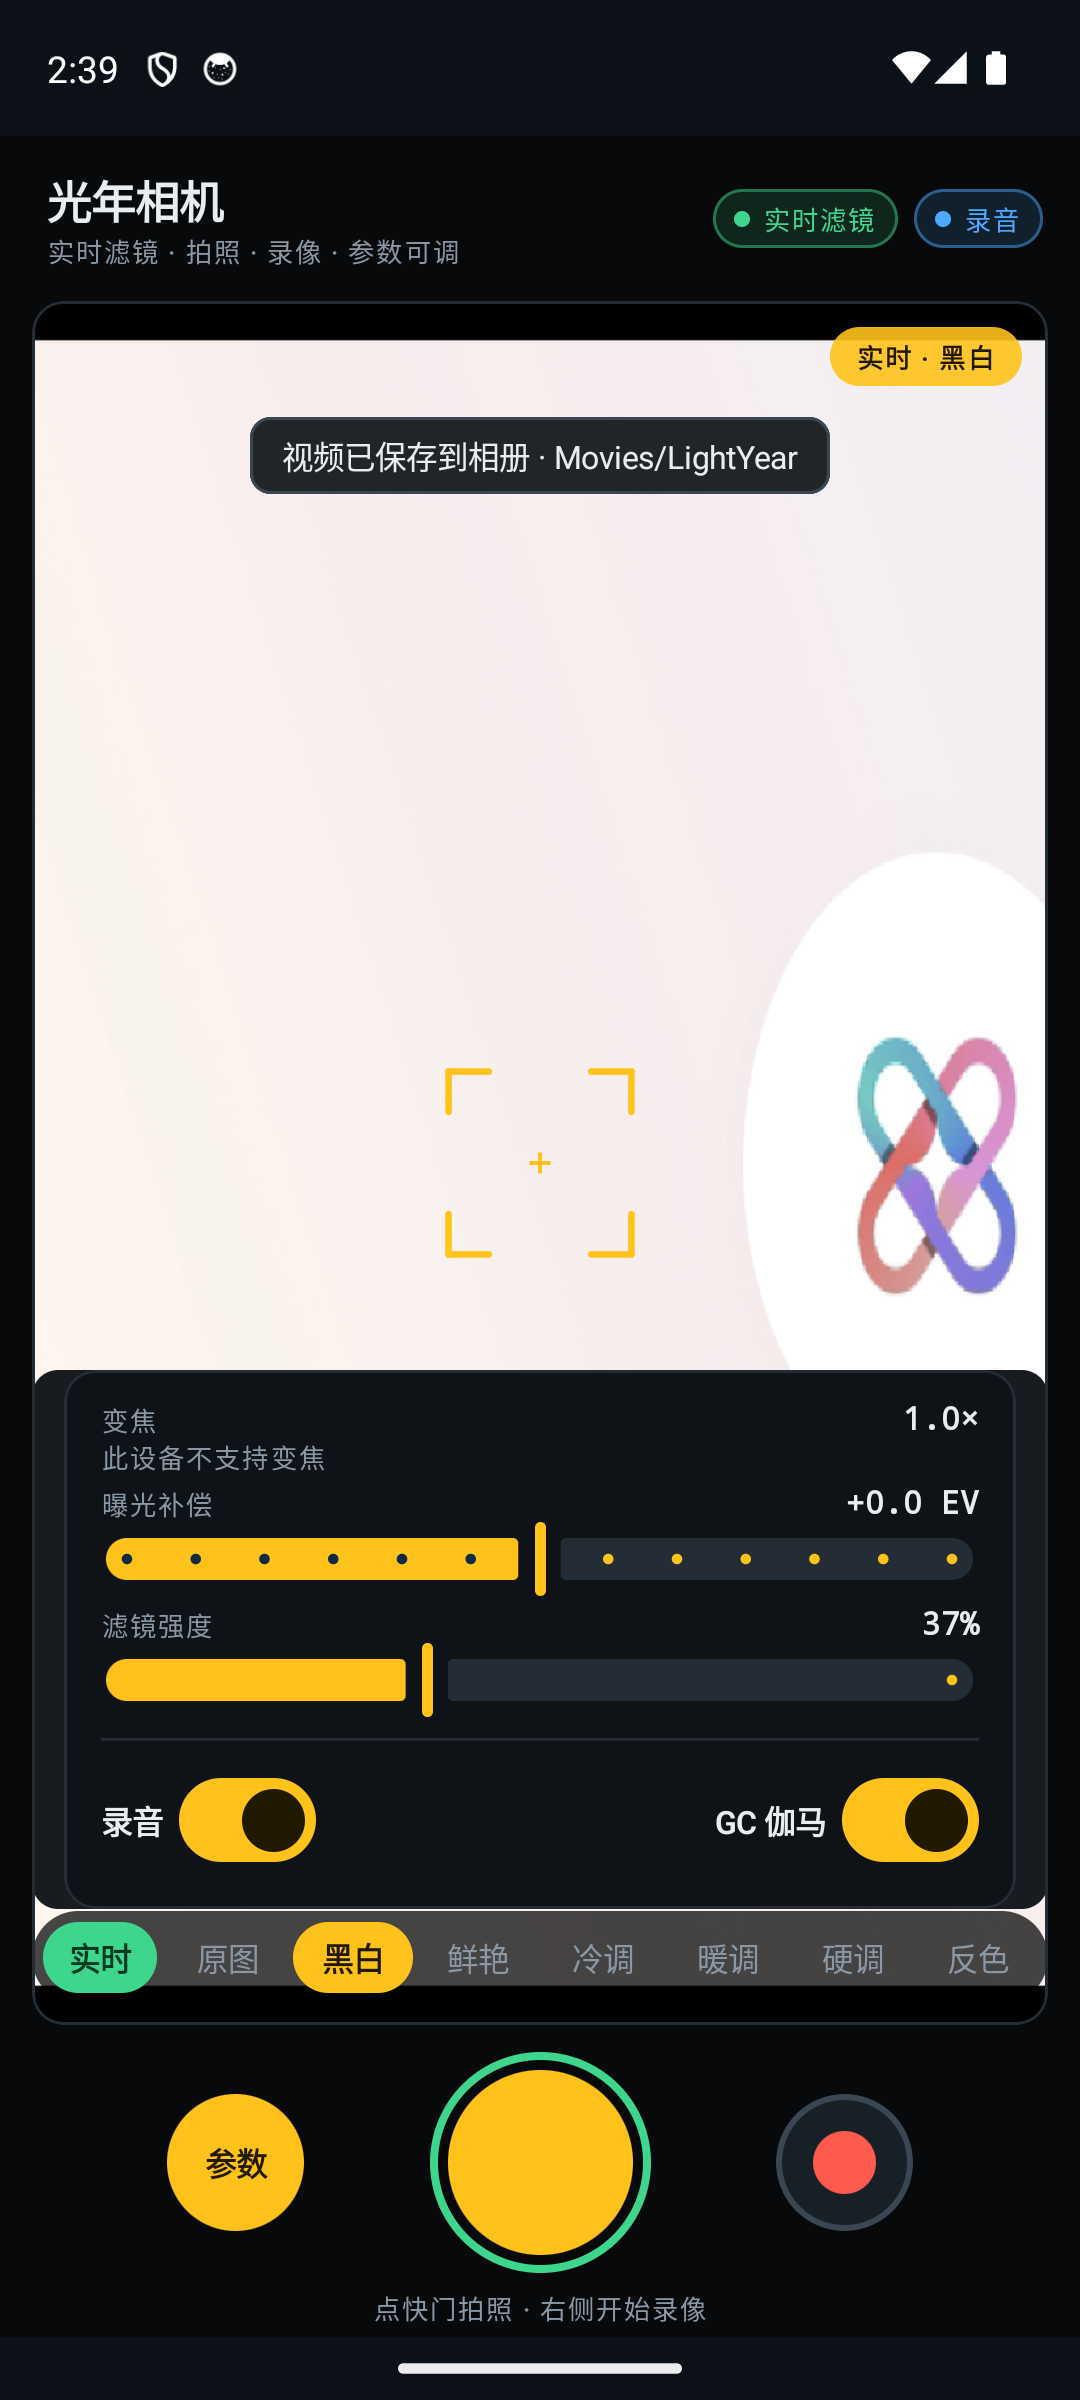 2:39
光年相机
实时滤镜 · 拍照 · 录像 · 参数可调
实时滤镜
录音
实时 · 黑白
视频已保存到相册 · Movies/LightYear
变焦
1.0×
此设备不支持变焦
曝光补偿
+0.0 EV
滤镜强度
37%
录音
GC 伽马
实时
原图
黑白
鲜艳
冷调
暖调
硬调
反色
参数
点快门拍照 · 右侧开始录像